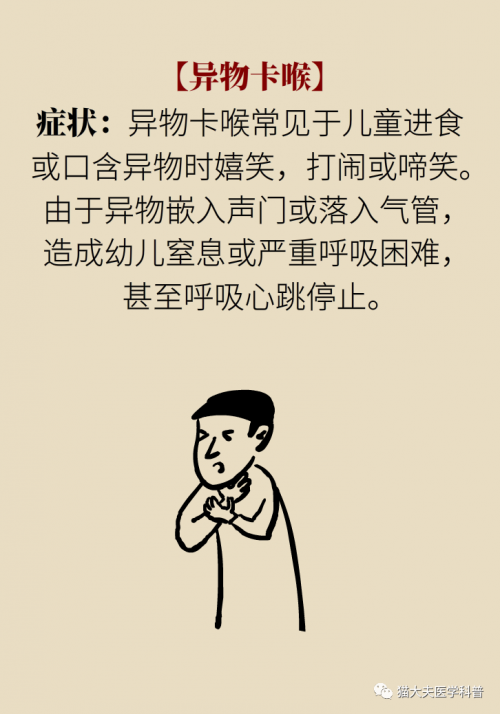 【异物卡喉】
症状：异物卡喉常见于儿童进食
或口含异物时嬉笑，打闹或啼笑。
由于异物嵌入声门或落入气管，
造成幼儿窒息或严重呼吸困难，
甚至呼吸心跳停止。
猫大夫医学科普